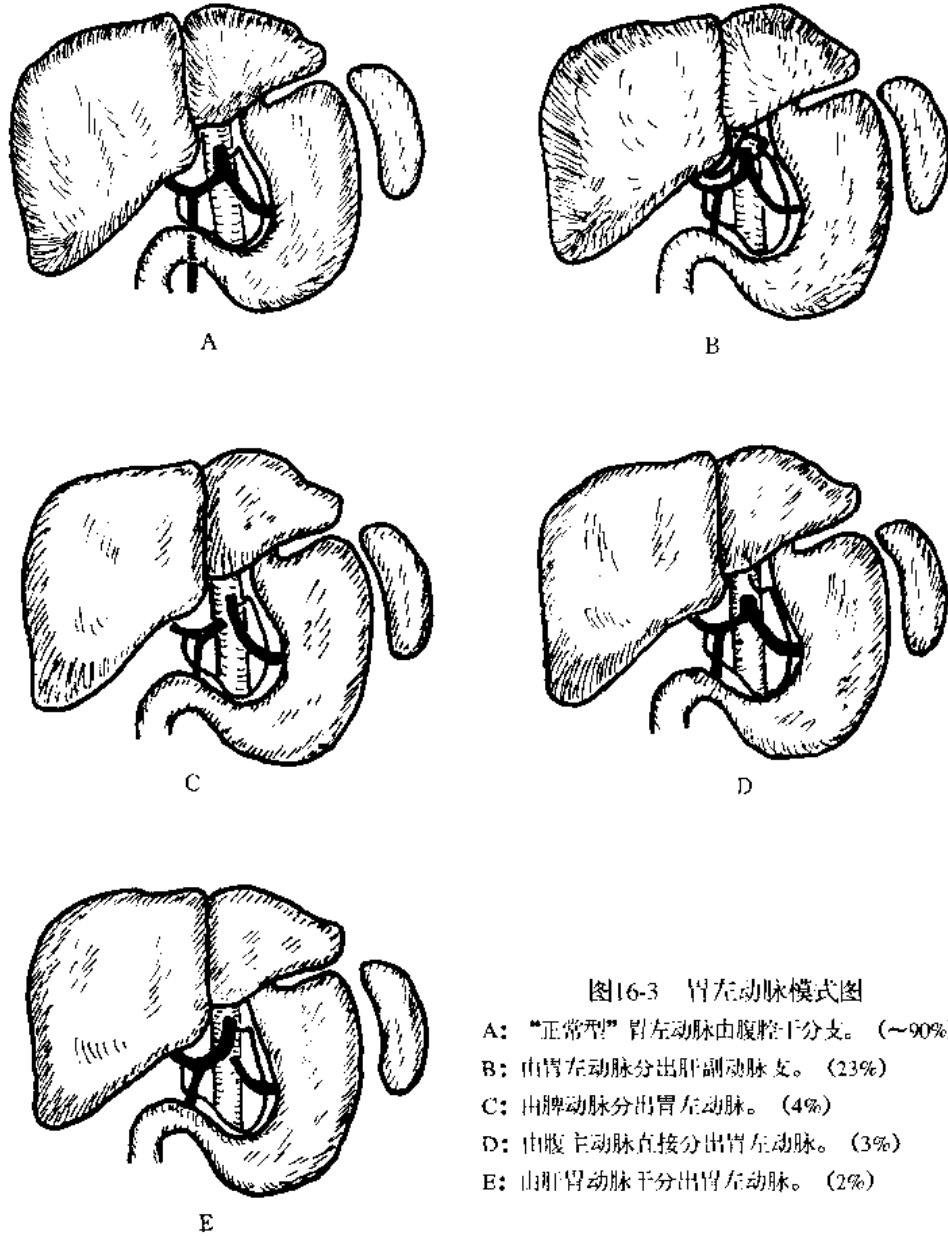 A
B
C
D
E
图16-3 胃左动脉模式图
A：“正常型”胃左动脉由腹腔干分支。（～90%
B：由胃左动脉分出肝副动脉支。（23%）
C：由脾动脉分出胃左动脉。（4%）
D：由腹主动脉直接分出胃左动脉。（3%）
E：由肝胃动脉干分出胃左动脉。（2%）